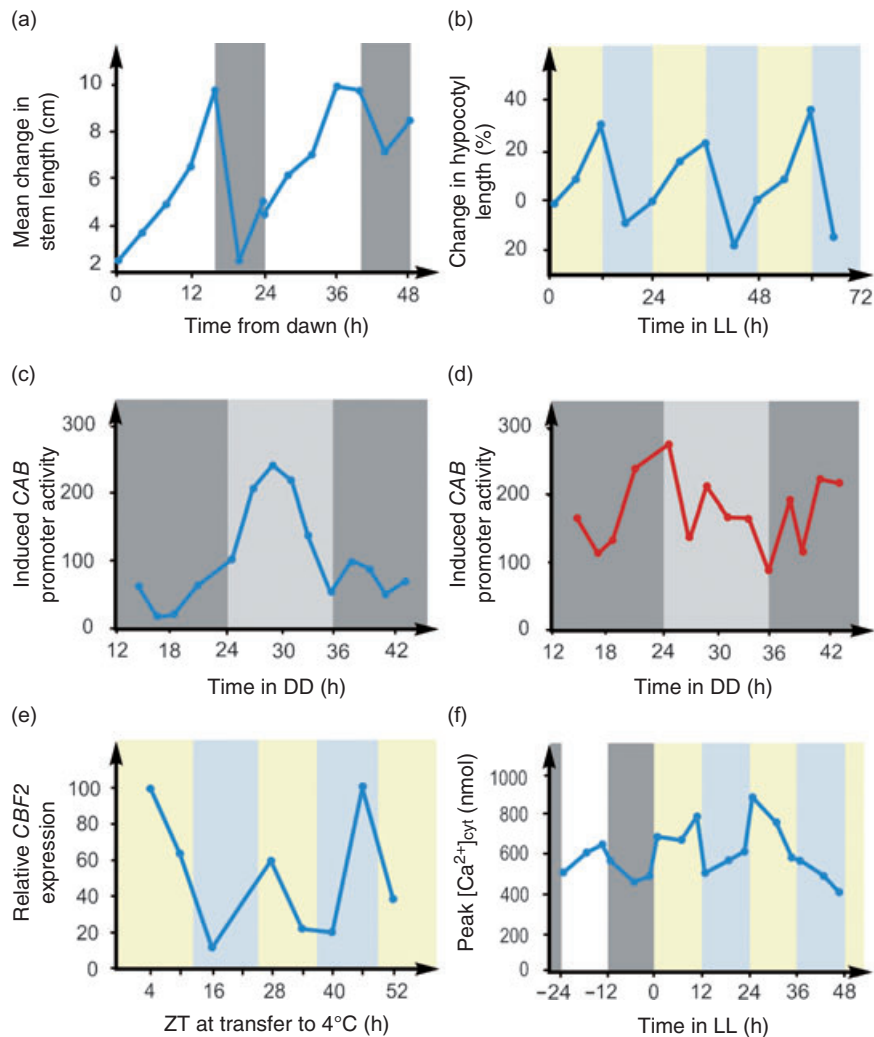 (a)
Mean change in
stem length (cm)
10
8
6
4
2
0
12
24
36
48
Time from dawn (h)
(b)
Change in hypocotyl
length (%)
40
20
0
20
0
24
48
72
Time in LL (h)
(c)
Induced CAB
promoter activity
300
200
100
0
12
18
24
30
36
42
Time in DD (h)
(d)
Induced CAB
promoter activity
300
200
100
0
12
18
24
30
36
42
Time in DD (h)
(e)
Relative CBF2
expression
100
80
60
40
20
0
4
16
28
40
52
ZT at transfer to 4°C (h)
(f)
Peak [Ca2+]cyt (nmol)
1000
800
600
400
200
0
−24
−12
0
12
24
36
48
Time in LL (h)